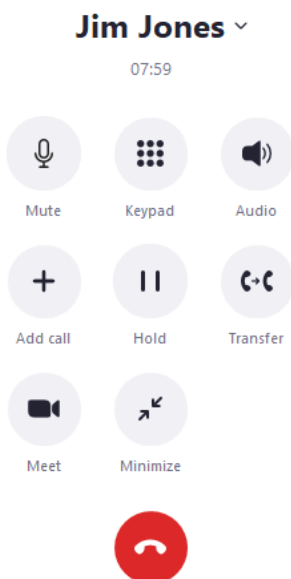 Jim Jones
07:59
Mute Keypad Audio
Add call Hold Transfer
Meet Minimize